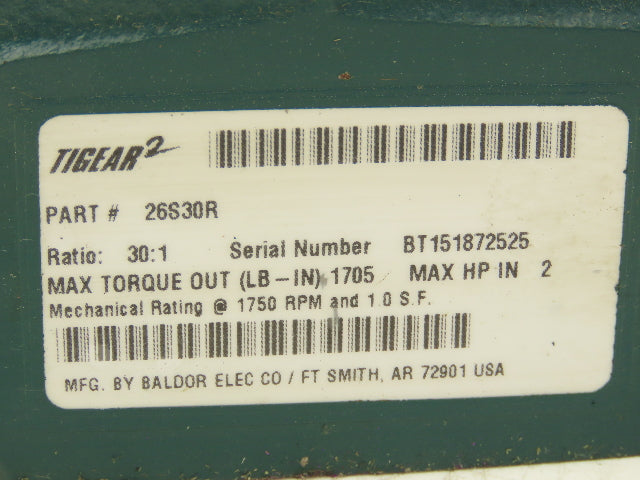 TIGEAR2
PART # 26S30R
Ratio: 30:1 Serial Number BT151872525
MAX TORQUE OUT (LB-IN) 1705 MAX HP IN 2
Mechanical Rating @ 1750 RPM and 1.0 S.F.
MFG. BY BALDOR ELEC CO / FT SMITH, AR 72901 USA